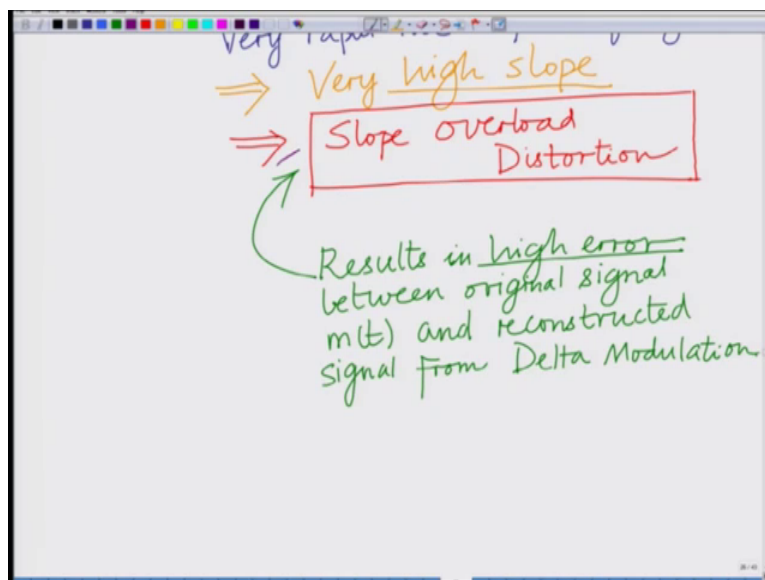 Very
⇒ Very high slope
⇒ Slope Overload
Distortion
Results in high error
between original signal
m(t) and reconstructed
signal from Delta Modulation.